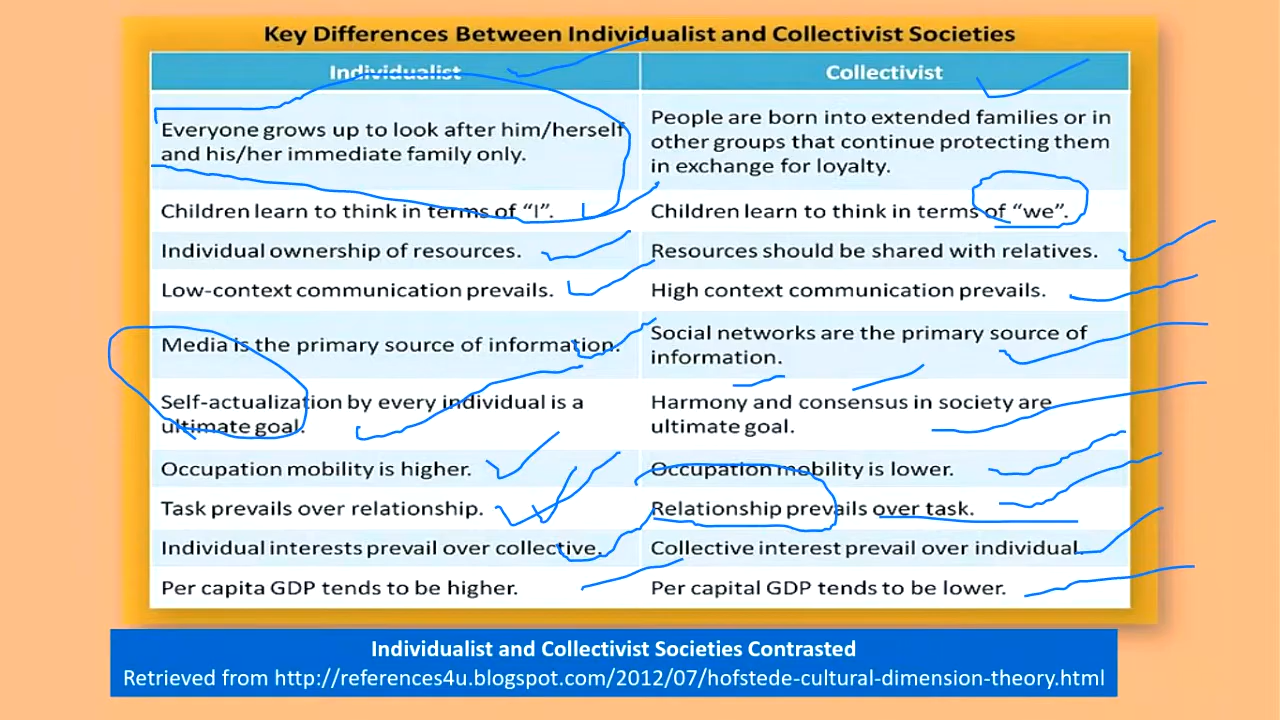 Key Differences Between Individualist and Collectivist Societies
Individualist
Collectivist
Everyone grows up to look after him/herself
and his/her immediate family only.
People are born into extended families or in
other groups that continue protecting them
in exchange for loyalty.
Children learn to think in terms of “I”.
Children learn to think in terms of “we”.
Individual ownership of resources.
Resources should be shared with relatives.
Low-context communication prevails.
High context communication prevails.
Media is the primary source of information.
Social networks are the primary source of
information.
Self-actualization by every individual is a
ultimate goal.
Harmony and consensus in society are
ultimate goal.
Occupation mobility is higher.
Occupation mobility is lower.
Task prevails over relationship.
Relationship prevails over task.
Individual interests prevail over collective.
Collective interest prevail over individual.
Per capita GDP tends to be higher.
Per capital GDP tends to be lower.
Individualist and Collectivist Societies Contrasted
Retrieved from http://references4u.blogspot.com/2012/07/hofstede-cultural-dimension-theory.html